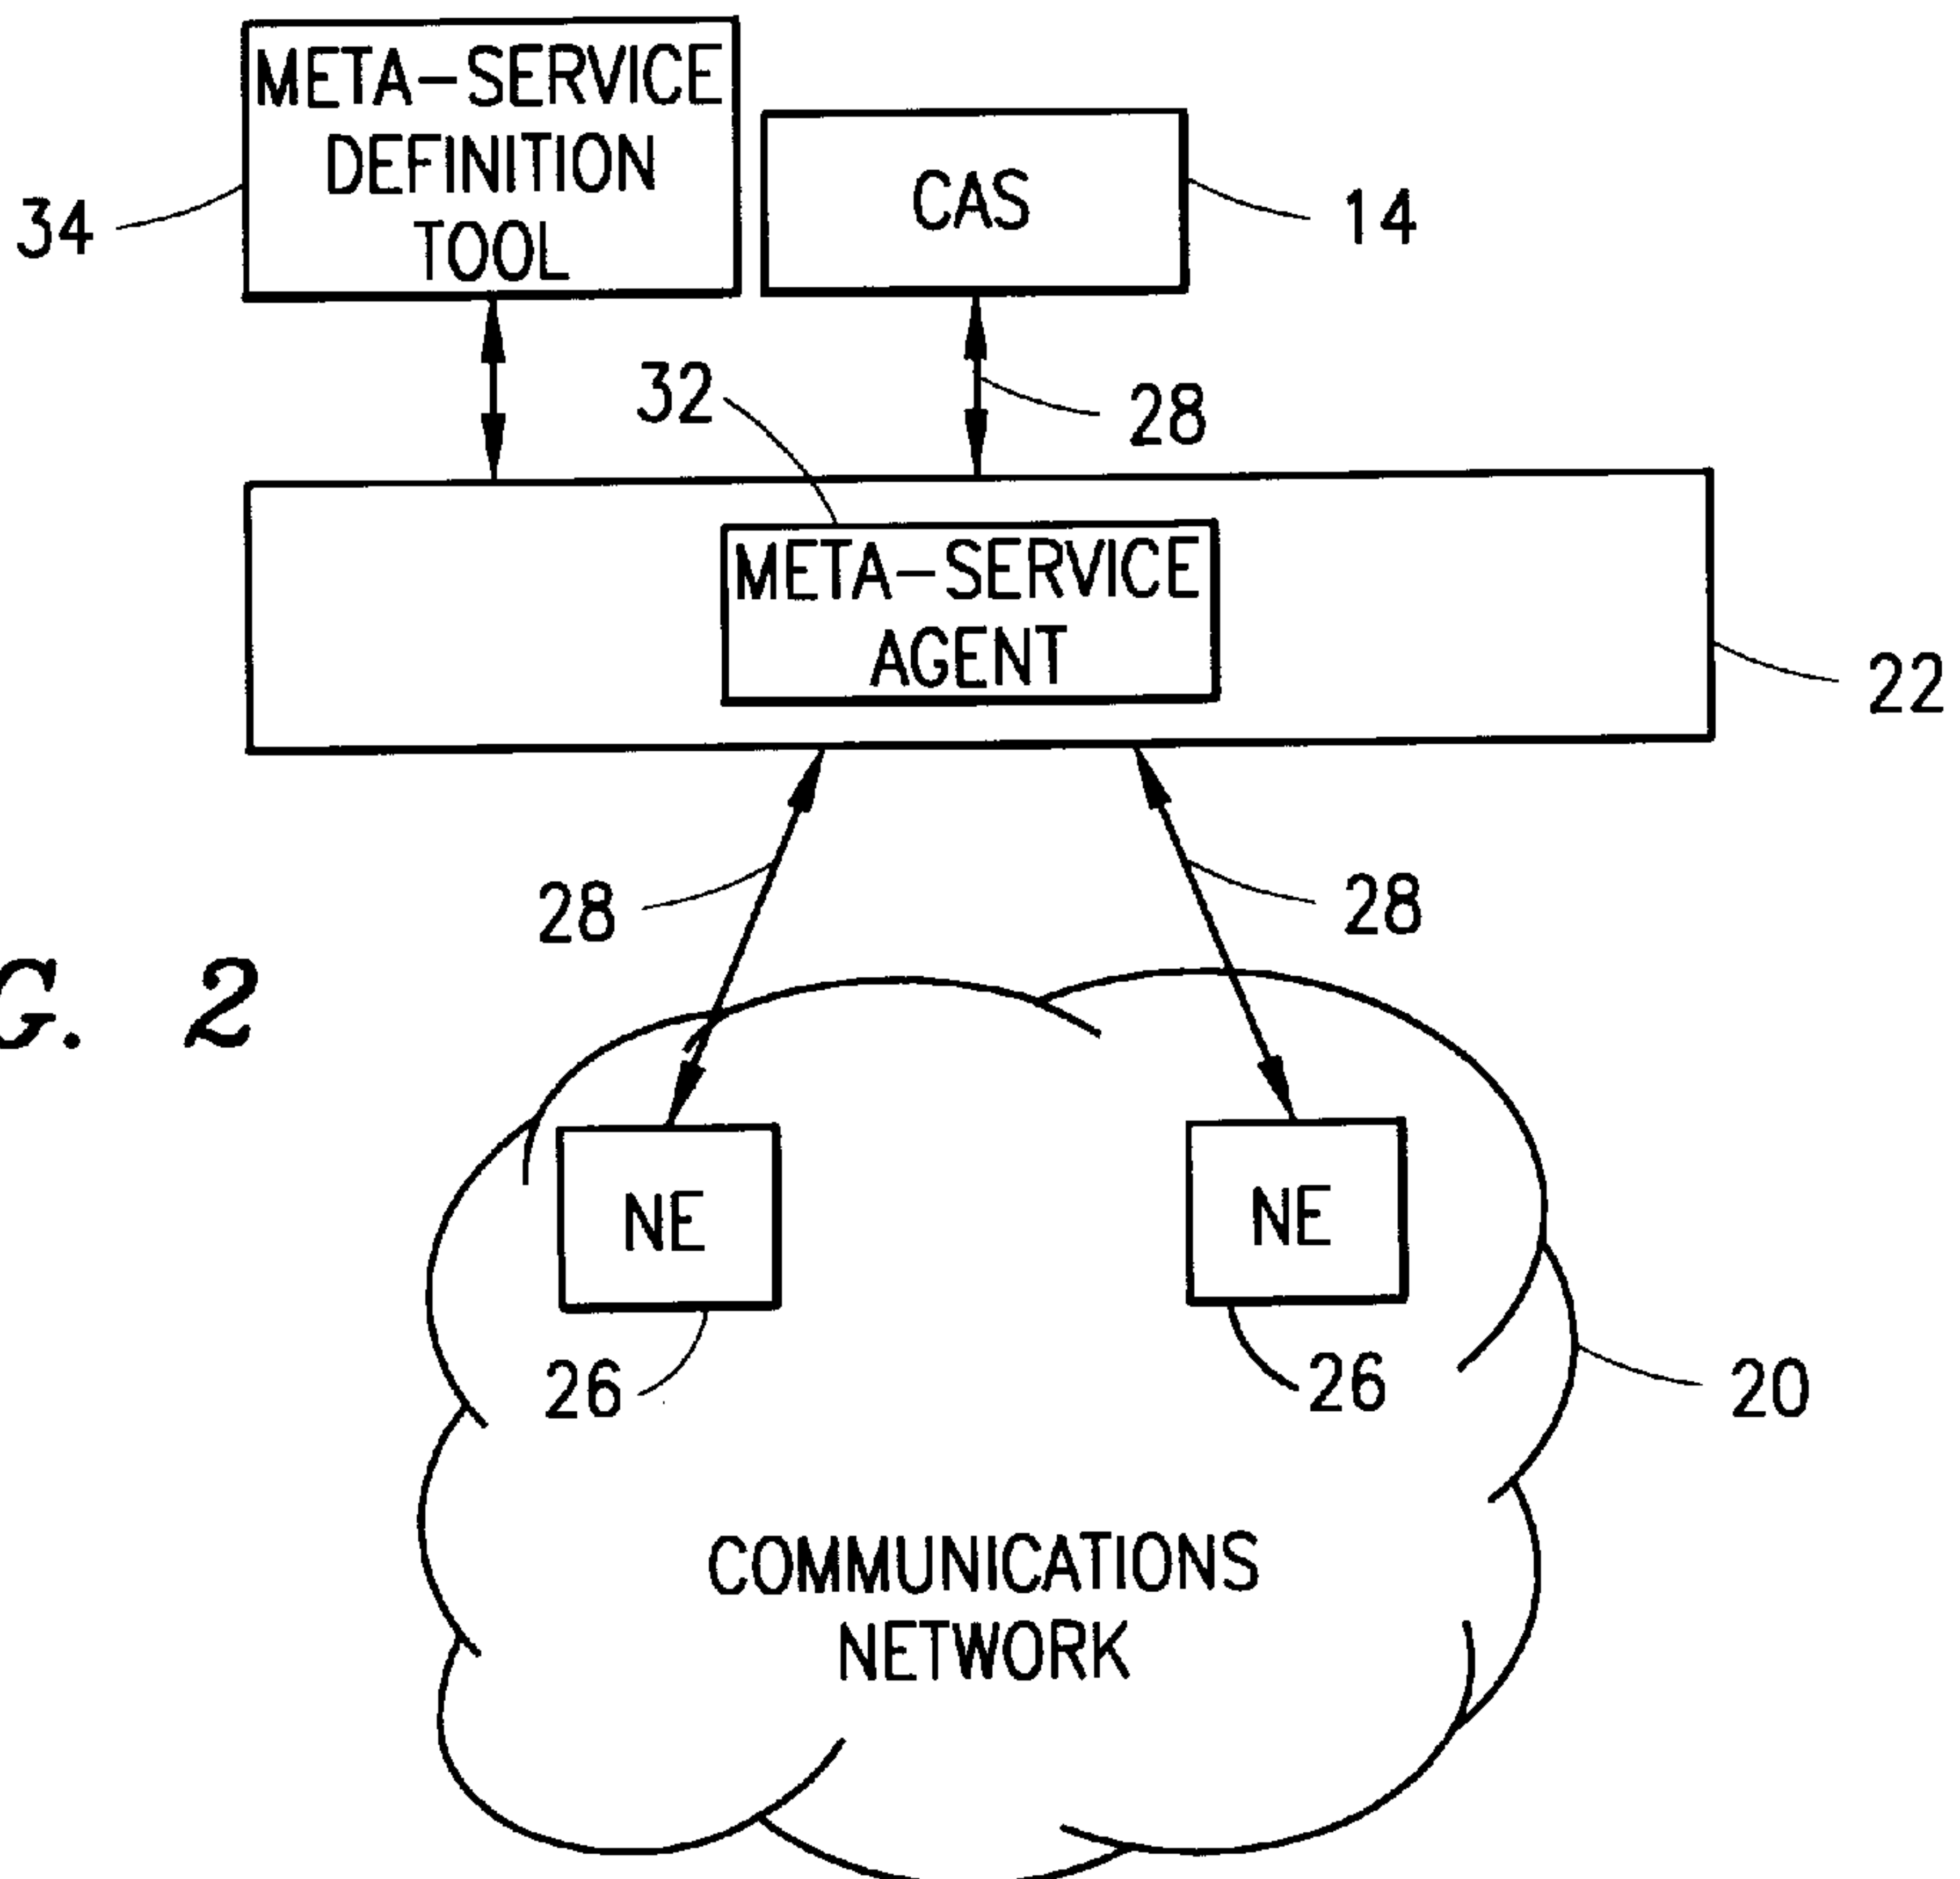 META-SERVICE
DEFINITION
TOOL
34
CAS
14
32
28
META-SERVICE
AGENT
22
28
28
G. 2
NE
NE
26
26
20
COMMUNICATIONS
NETWORK